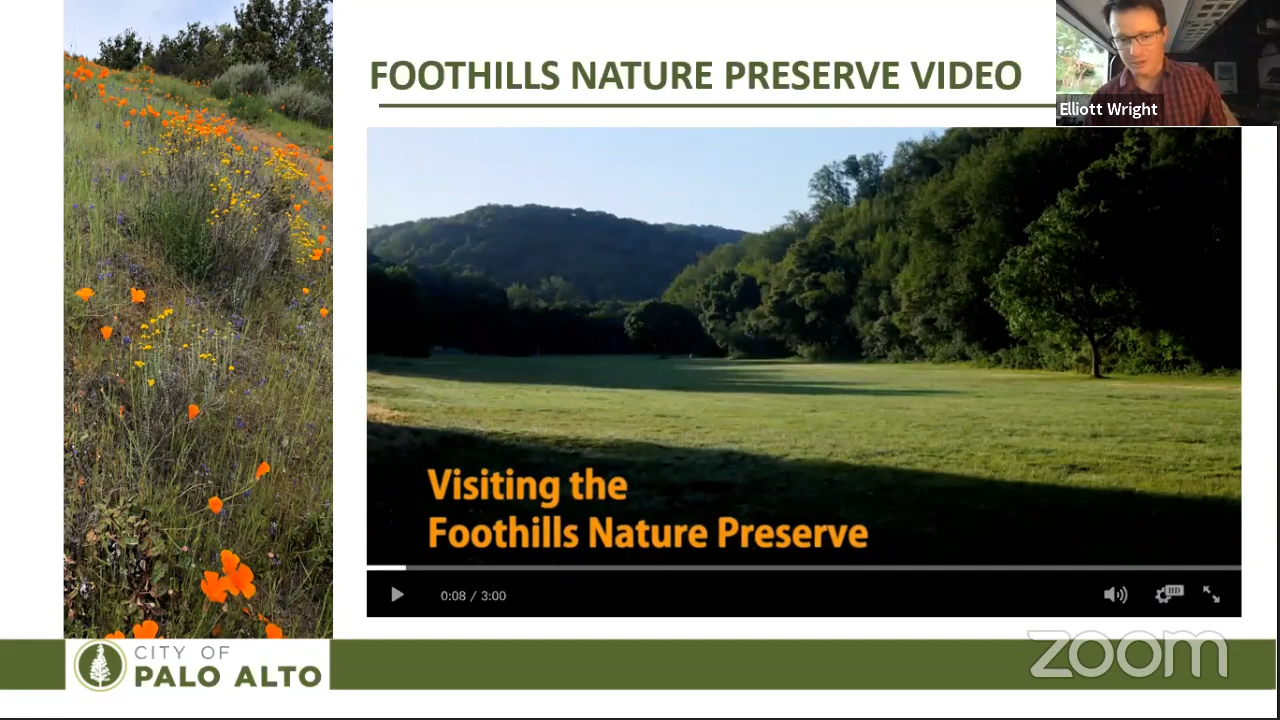 FOOTHILLS NATURE PRESERVE VIDEO
Elliott Wright
Visiting the
Foothills Nature Preserve
0:08 / 3:00
HD
CITY OF
PALO ALTO
zoom